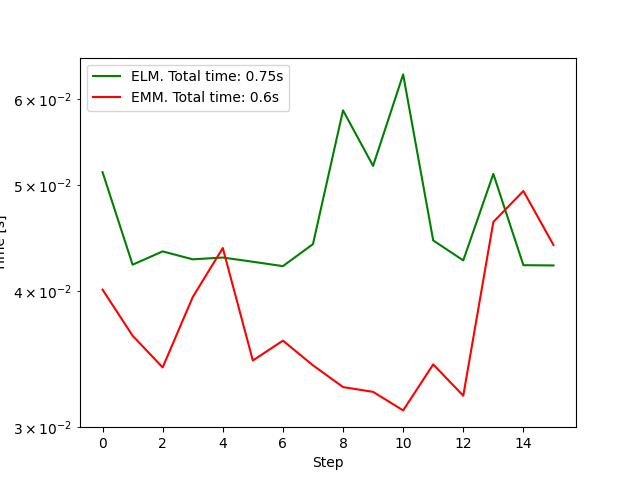 ELM. Total time: 0.75s
EMM. Total time: 0.6s
6 × 10⁻²
5 × 10⁻²
4 × 10⁻²
3 × 10⁻²
[s]
0 2 4 6 8 10 12 14
Step